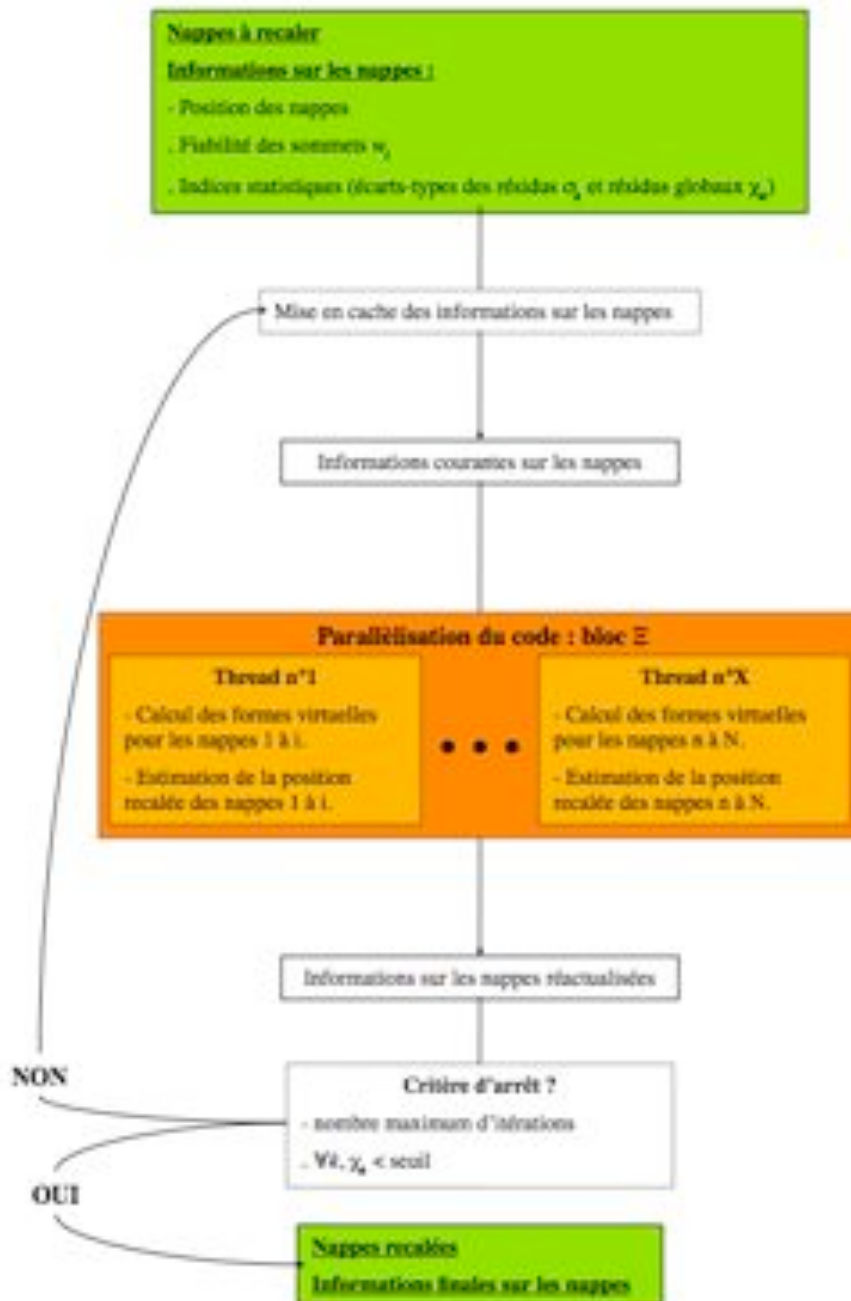 Nappes à recaler
Informations sur les nappes :
- Position des nappes
. Fiabilité des sommets wᵢ
. Indices statistiques (écarts-types des résidus σ et résidus globaux χ)
Mise en cache des informations sur les nappes
Informations courantes sur les nappes
Parallélisation du code : bloc Ξ
Thread n°1
- Calcul des formes virtuelles
pour les nappes 1 à i.
- Estimation de la position
recalée des nappes 1 à i.
• • •
Thread n°X
- Calcul des formes virtuelles
pour les nappes n à N.
- Estimation de la position
recalée des nappes n à N.
Informations sur les nappes réactualisées
NON
Critère d'arrêt ?
- nombre maximum d'itérations
. χ < seuil
OUI
Nappes recalées
Informations finales sur les nappes